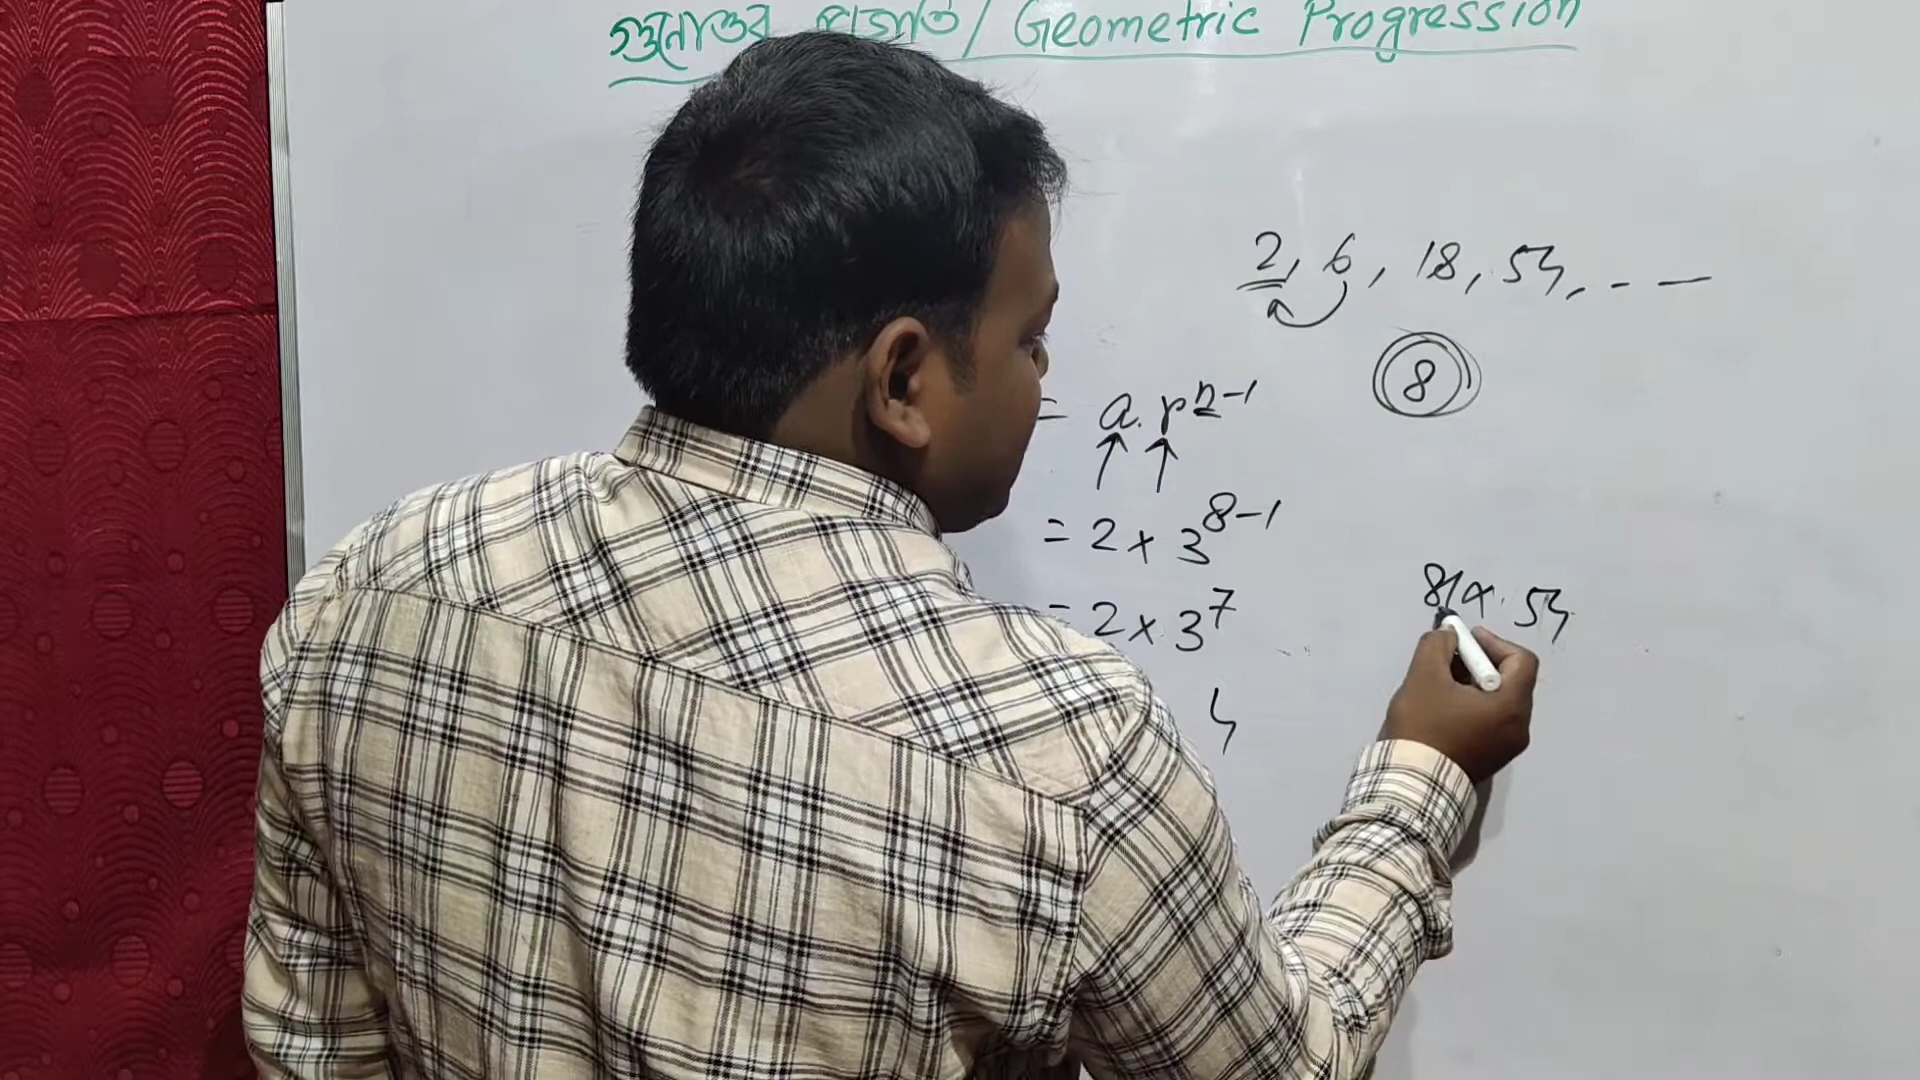 গুনোত্তর প্রগতি / Geometric Progression
2, 6, 18, 54, - - —
8
= a. r^n-1
= 2 × 3^8-1
= 2 × 3^7
81 × 54
4